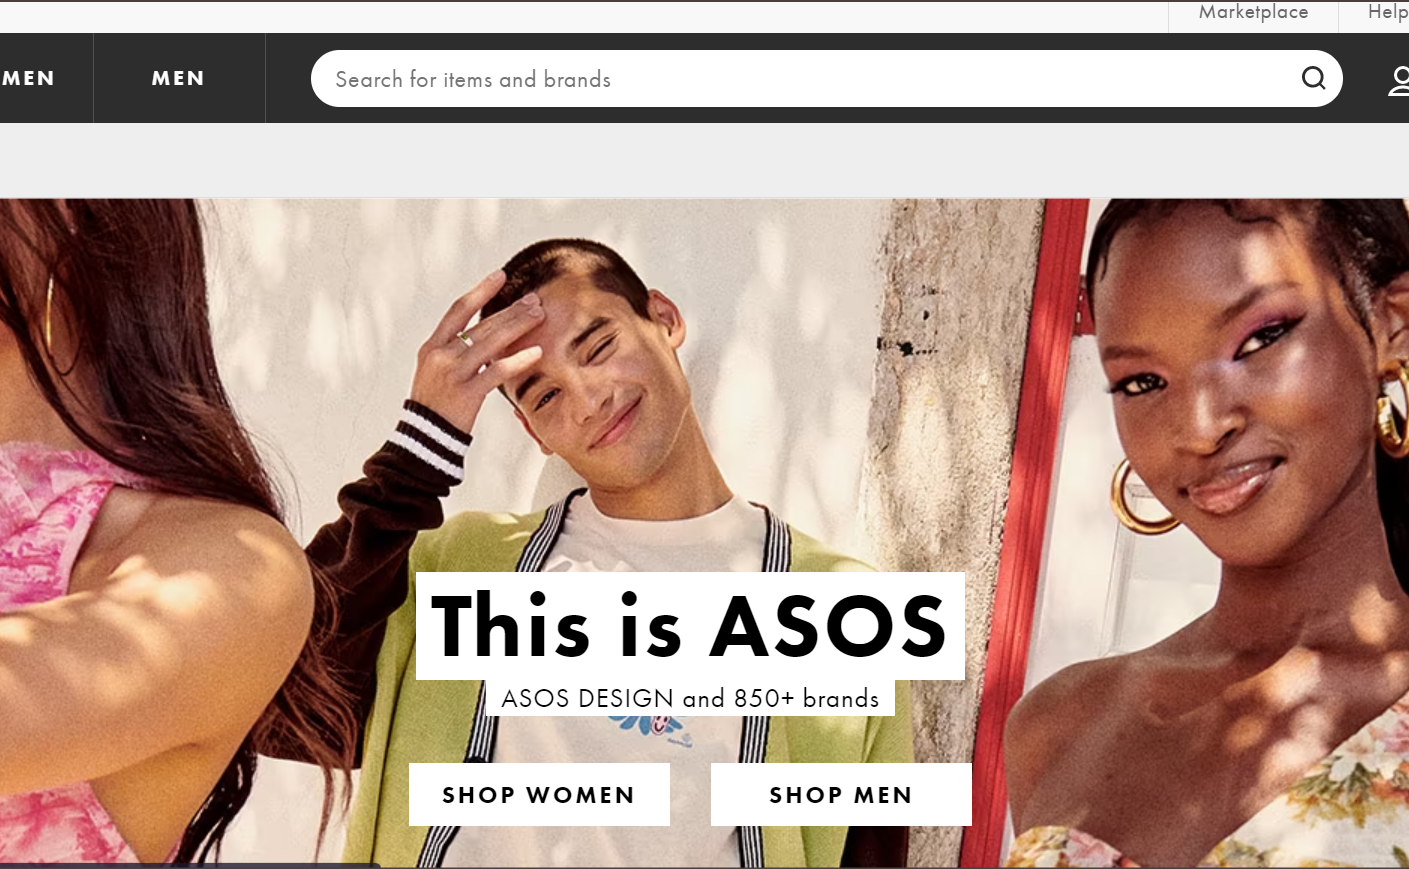 Marketplace
Help
MEN
MEN
Search for items and brands
This is ASOS
ASOS DESIGN and 850+ brands
SHOP WOMEN
SHOP MEN